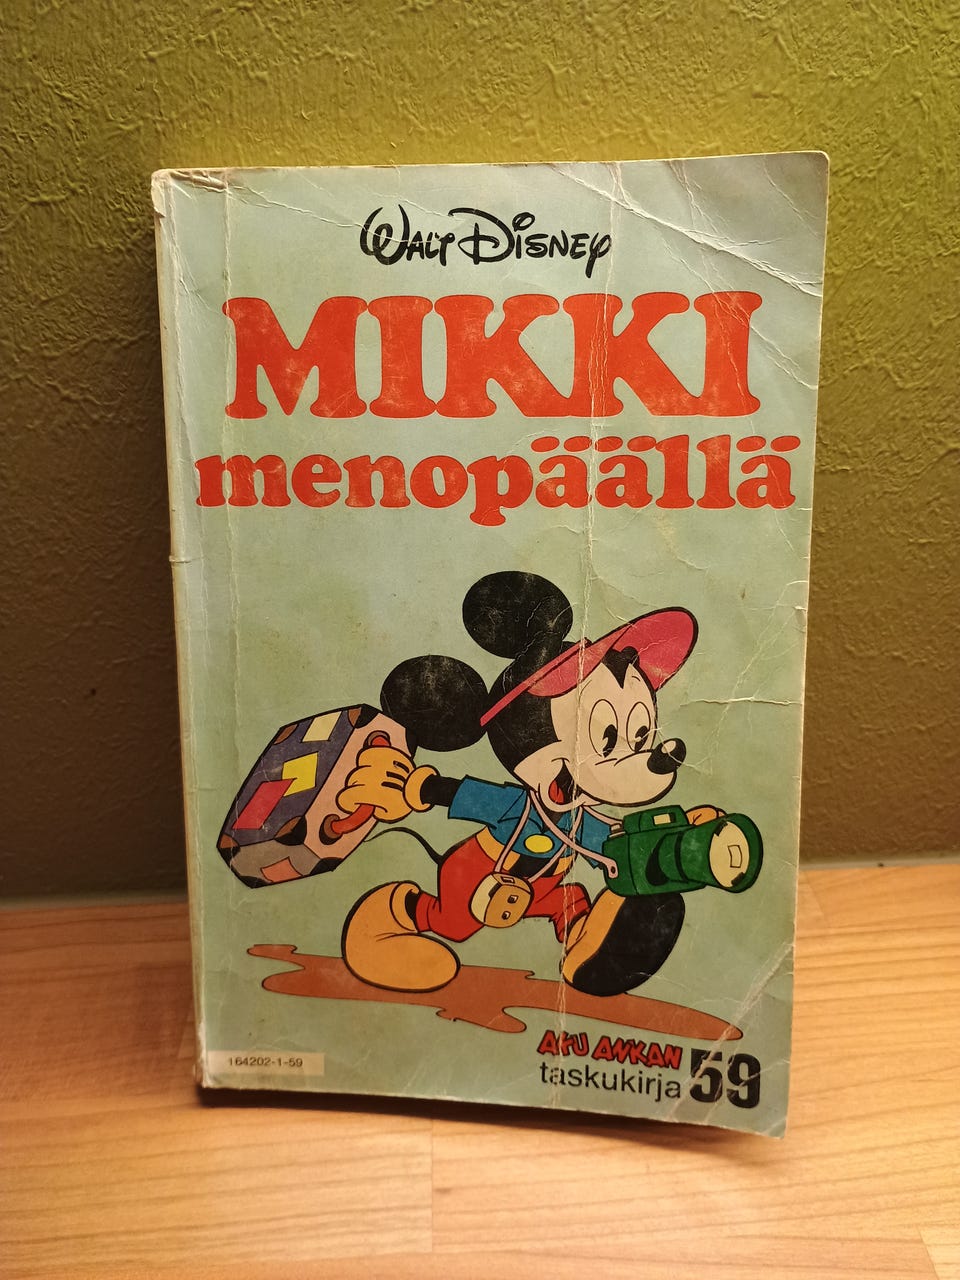 WALT DISNEY
MIKKI
menopäällä
AKU ANKAN
taskukirja 59
164202-1-59